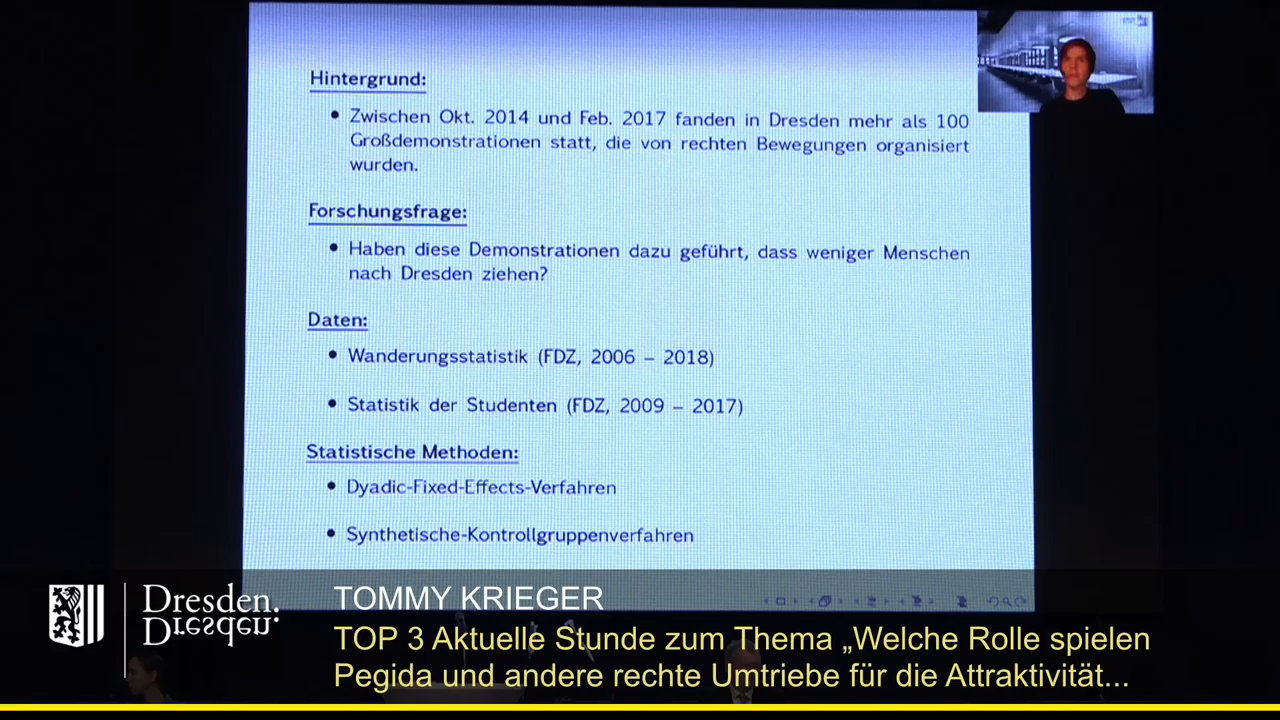 Hintergrund:
• Zwischen Okt. 2014 und Feb. 2017 fanden in Dresden mehr als 100
Großdemonstrationen statt, die von rechten Bewegungen organisiert
wurden.
Forschungsfrage:
• Haben diese Demonstrationen dazu geführt, dass weniger Menschen
nach Dresden ziehen?
Daten:
• Wanderungsstatistik (FDZ, 2006 – 2018)
• Statistik der Studenten (FDZ, 2009 – 2017)
Statistische Methoden:
• Dyadic-Fixed-Effects-Verfahren
• Synthetische-Kontrollgruppenverfahren
Dresden.
Dresden.
TOMMY KRIEGER
TOP 3 Aktuelle Stunde zum Thema „Welche Rolle spielen
Pegida und andere rechte Umtriebe für die Attraktivität...